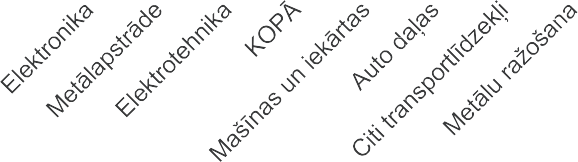 Elektronika
Metālapstrāde
Elektrotehnika
KOPĀ
Mašīnas un iekārtas
Auto daļas
Citi transportlīdzekļi
Metālu ražošana